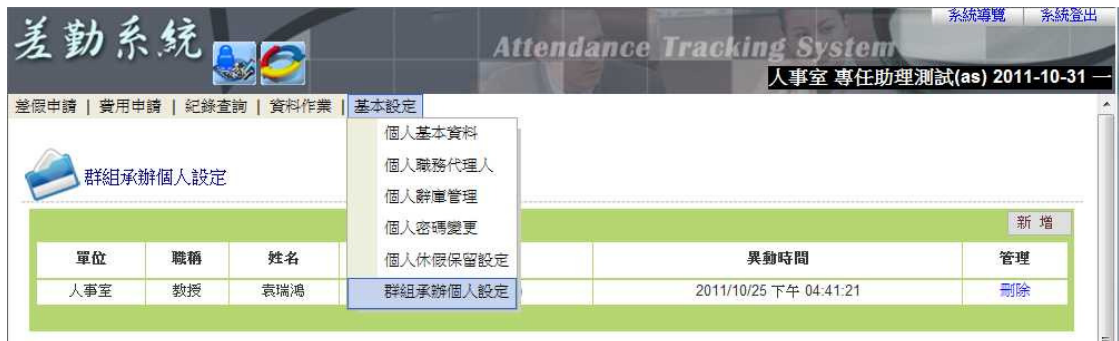 系統導覽 系統登出
差勤系統
Attendance Tracking System
人事室 專任助理測試(as) 2011-10-31 一
差假申請 | 費用申請 | 紀錄查詢 | 資料作業 | 基本設定
個人基本資料
個人職務代理人
個人辭庫管理
個人密碼變更
個人休假保留設定
群組承辦個人設定
群組承辦個人設定
新 增
單位 職稱 姓名 異動時間 管理
人事室 教授 袁瑞鴻 ) 2011/10/25 下午 04:41:21 刪除